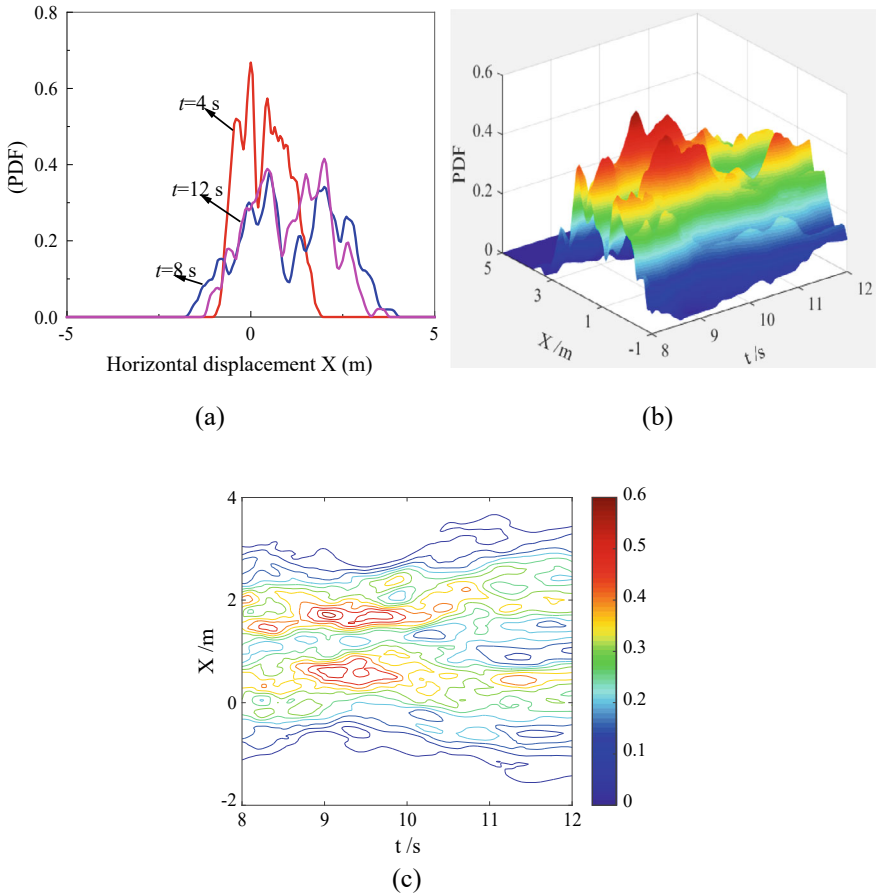 0.8
0.6
0.4
0.2
0.0
(PDF)
t=4 s
t=12 s
t=8 s
-5
0
5
Horizontal displacement X (m)
(a)
0.6
0.4
0.2
0
PDF
5
3
1
-1
X /m
8
9
10
11
12
t/s
(b)
4
2
0
-2
X /m
8
9
10
11
12
t /s
0.6
0.5
0.4
0.3
0.2
0.1
0
(c)